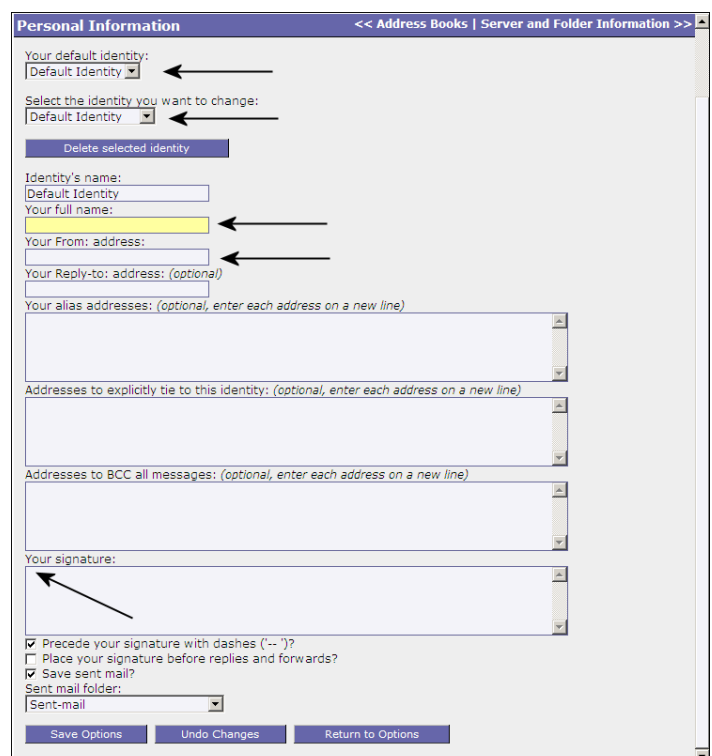 Personal Information << Address Books | Server and Folder Information >>
Your default identity:
Default Identity
Select the identity you want to change:
Default Identity
Delete selected identity
Identity's name:
Default Identity
Your full name:
Your From: address:
Your Reply-to: address: (optional)
Your alias addresses: (optional, enter each address on a new line)
Addresses to explicitly tie to this identity: (optional, enter each address on a new line)
Addresses to BCC all messages: (optional, enter each address on a new line)
Your signature:
Precede your signature with dashes ('-- ')?
Place your signature before replies and forwards?
Save sent mail?
Sent mail folder:
Sent-mail
Save Options Undo Changes Return to Options